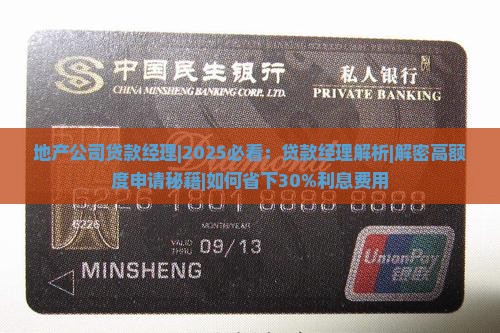 中国民生银行 私人银行
CHINA MINSHENG BANKING CORP., LTD. PRIVATE BANKING
地产公司贷款经理|2025必看：贷款经理解析|解密高额
度申请秘籍|如何省下30%利息费用
6226 1801 8888 8888
6226
VALID THRU 09/13
MINSHENG
UnionPay
银联